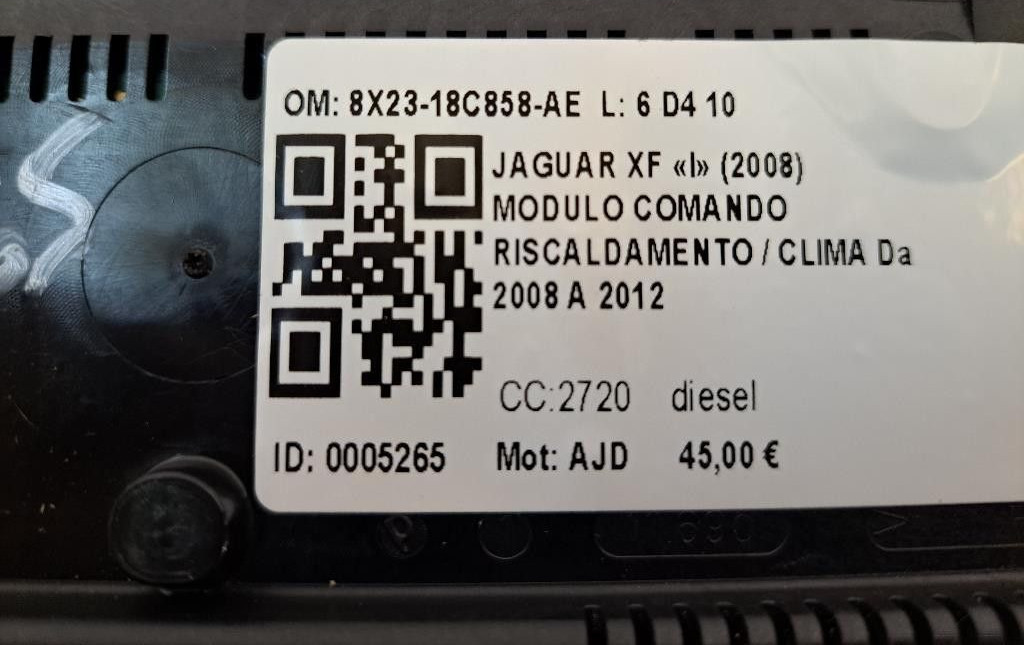 OM: 8X23-18C858-AE L: 6 D4 10
JAGUAR XF «I» (2008)
MODULO COMANDO
RISCALDAMENTO / CLIMA Da
2008 A 2012
CC:2720 diesel
ID: 0005265 Mot: AJD 45,00 €